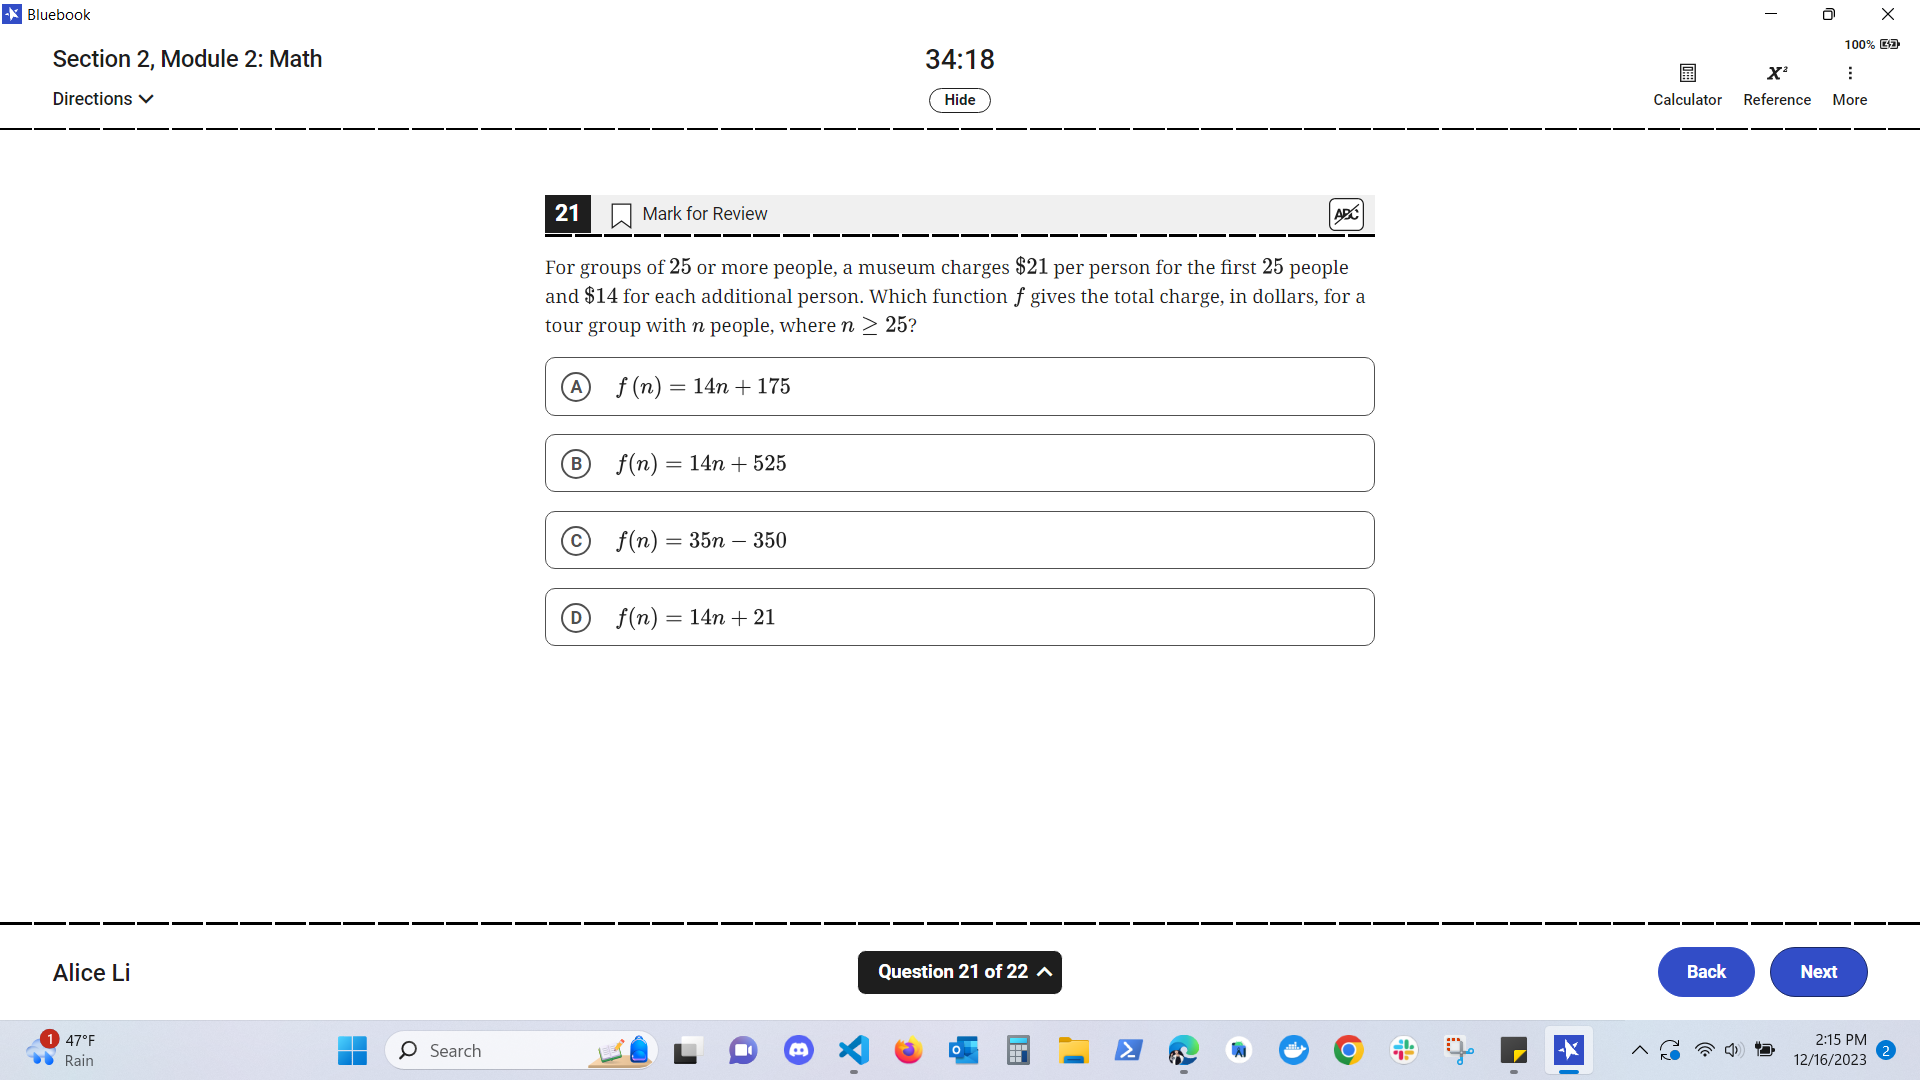 Bluebook
Section 2, Module 2: Math
34:18
100%
Directions
Hide
Calculator
Reference
More
21
Mark for Review
ABC
For groups of 25 or more people, a museum charges $21 per person for the first 25 people
and $14 for each additional person. Which function f gives the total charge, in dollars, for a
tour group with n people, where n ≥ 25?
A f(n) = 14n + 175
B f(n) = 14n + 525
C f(n) = 35n − 350
D f(n) = 14n + 21
Alice Li
Question 21 of 22
Back
Next
1
47°F
Rain
Search
2:15 PM
12/16/2023
2